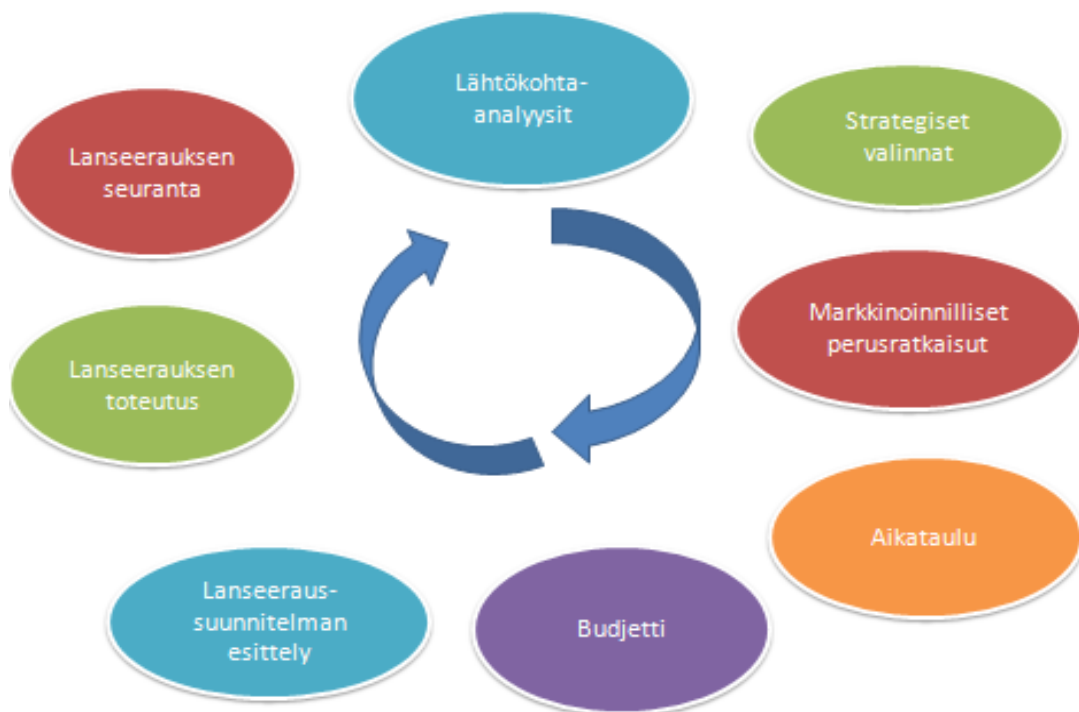 Lähtökohta-
analyysit
Strategiset
valinnat
Markkinoinnilliset
perusratkaisut
Aikataulu
Budjetti
Lanseeraus-
suunnitelman
esittely
Lanseerauksen
toteutus
Lanseerauksen
seuranta